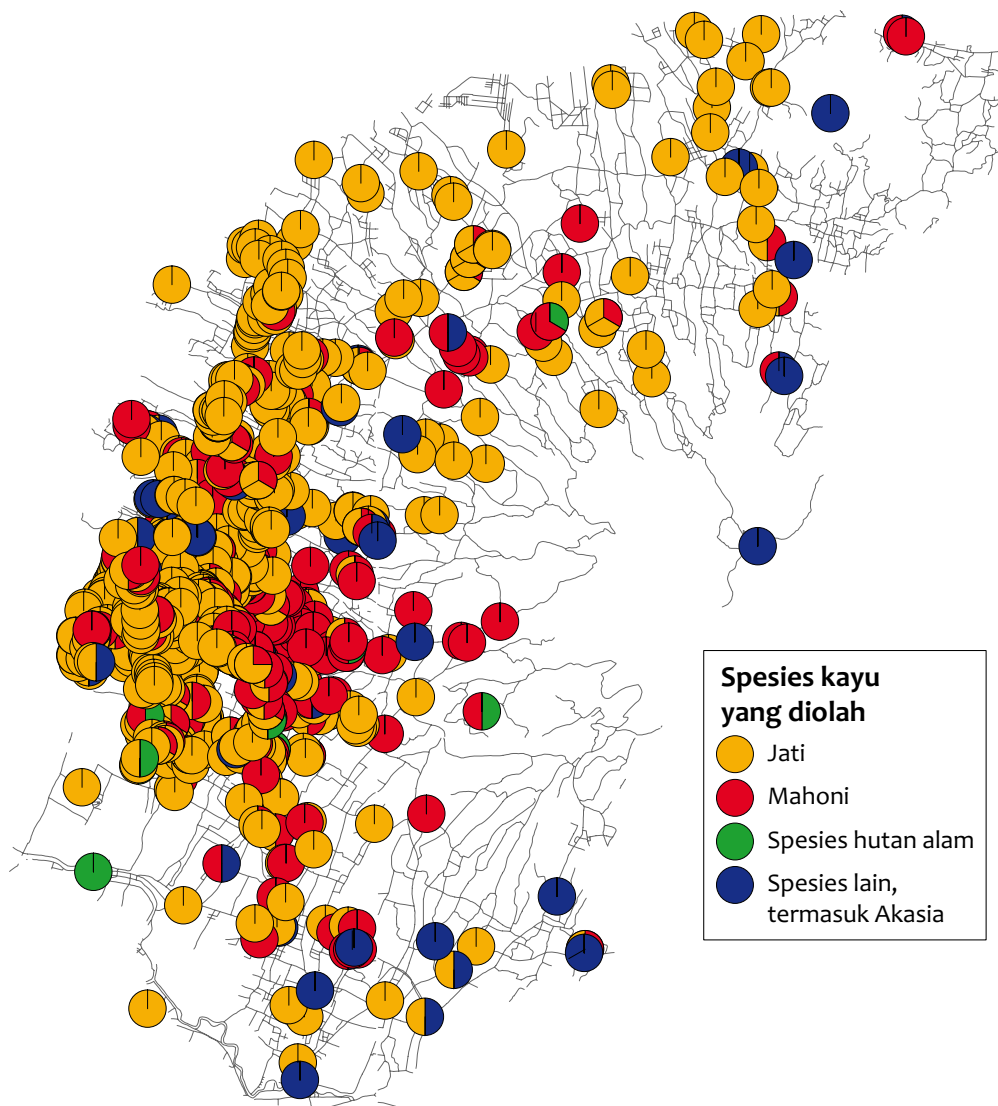 Spesies kayu
yang diolah
Jati
Mahoni
Spesies hutan alam
Spesies lain,
termasuk Akasia